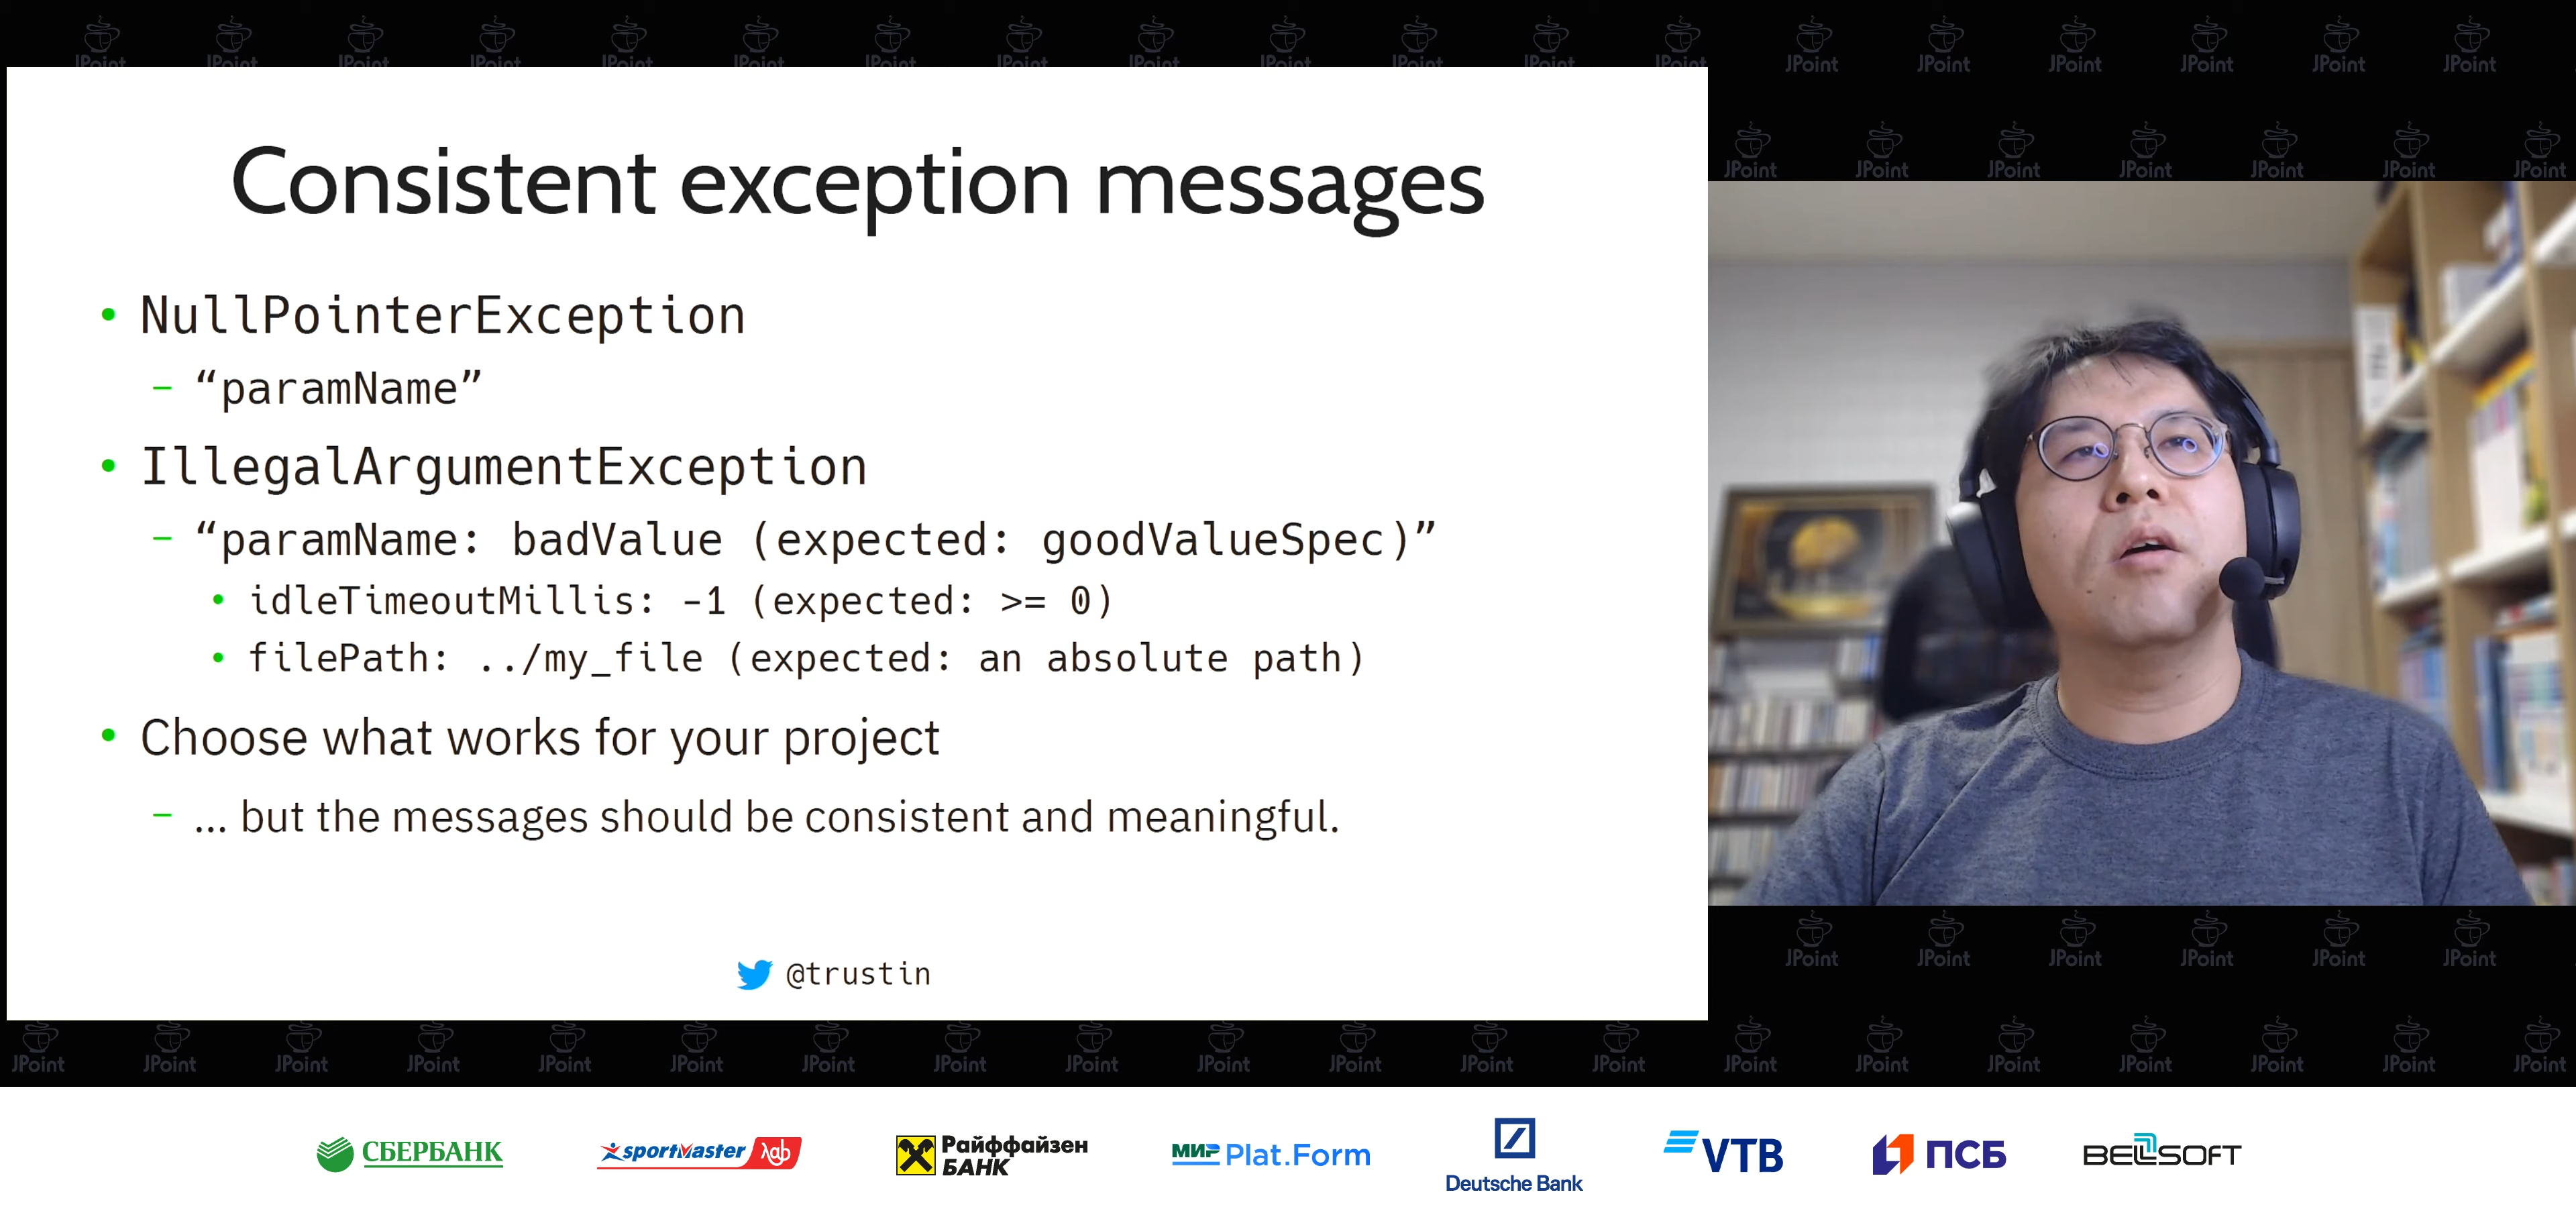 Consistent exception messages
• NullPointerException
– “paramName”
• IllegalArgumentException
– “paramName: badValue (expected: goodValueSpec)”
• idleTimeoutMillis: -1 (expected: >= 0)
• filePath: ../my_file (expected: an absolute path)
• Choose what works for your project
– ... but the messages should be consistent and meaningful.
@trustin
JPoint
СБЕРБАНК
sportmaster λab
Райффайзен
БАНК
МИР Plat.Form
Deutsche Bank
VTB
ПСБ
BELLSOFT